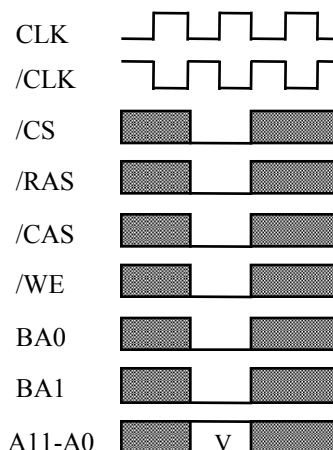 CLK
/CLK
/CS
/RAS
/CAS
/WE
BA0
BA1
A11-A0 V